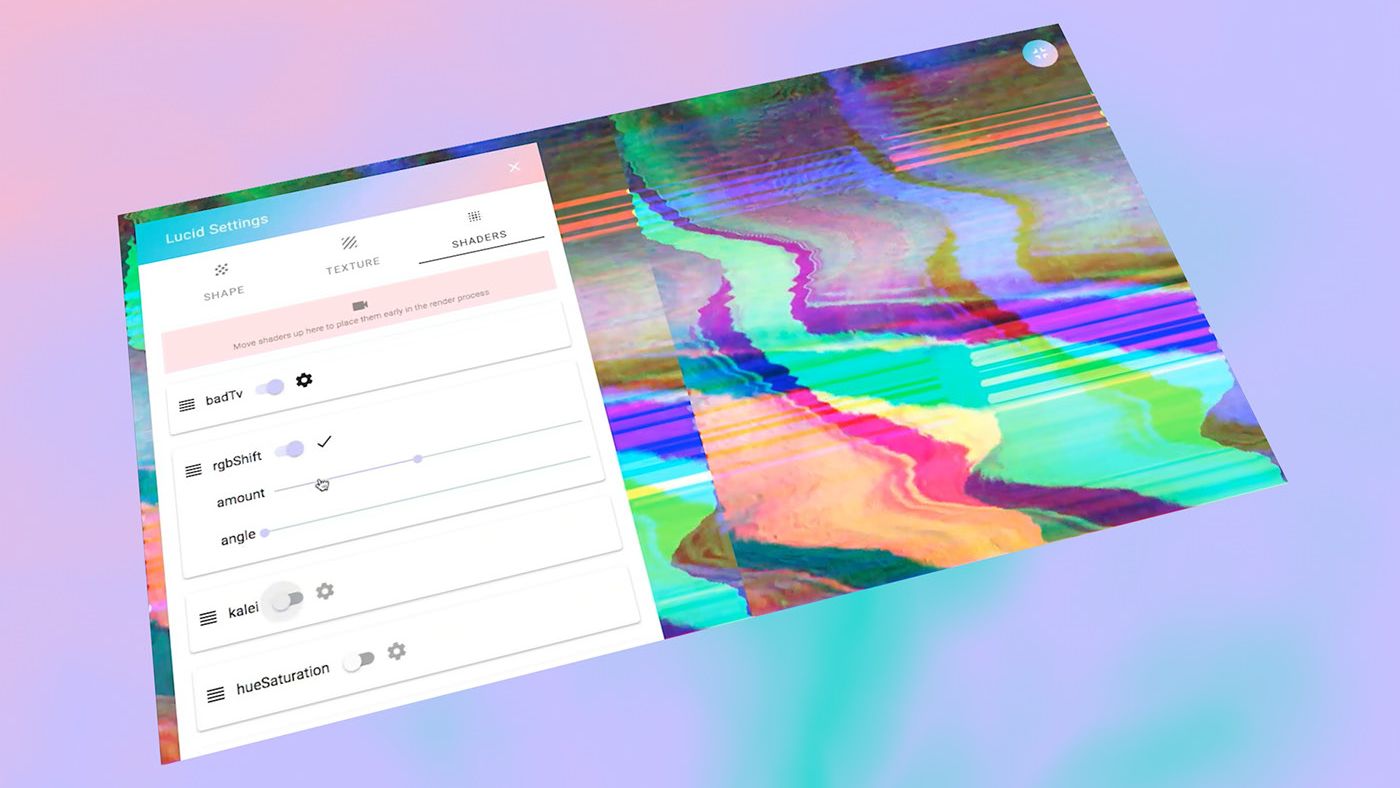 Lucid Settings
SHAPE
TEXTURE
SHADERS
Move shaders up here to place them early in the render process
badTv
rgbShift
amount
angle
kalei
hueSaturation